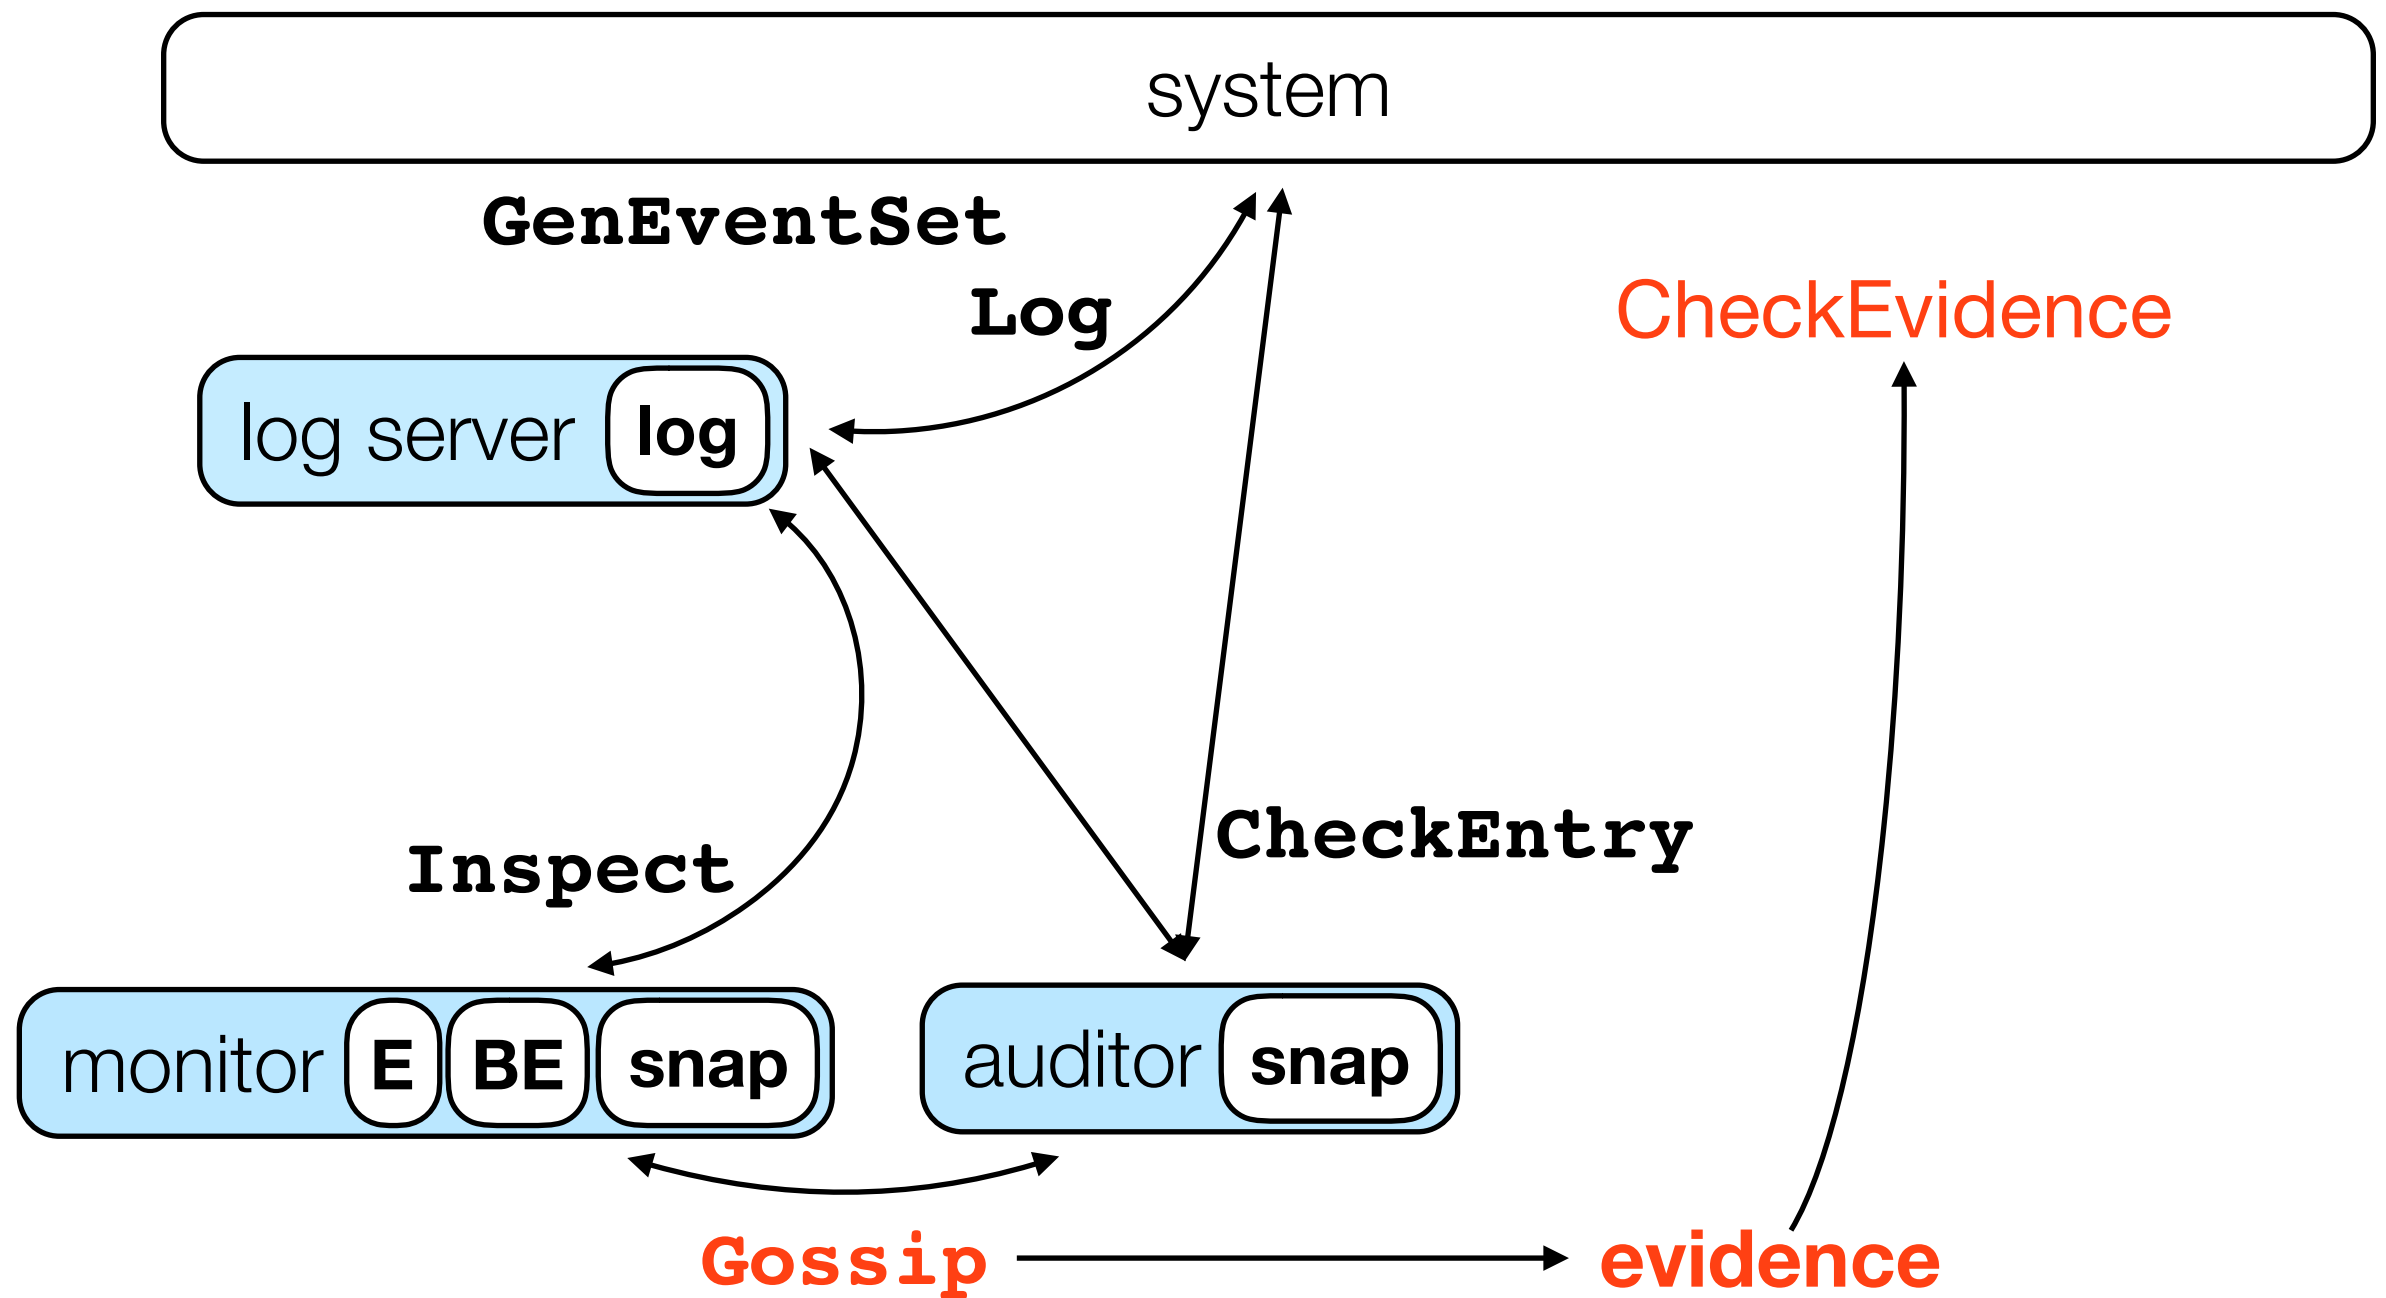 system
GenEventSet
Log
CheckEvidence
log server log
CheckEntry
Inspect
monitor E BE snap
auditor snap
Gossip
evidence